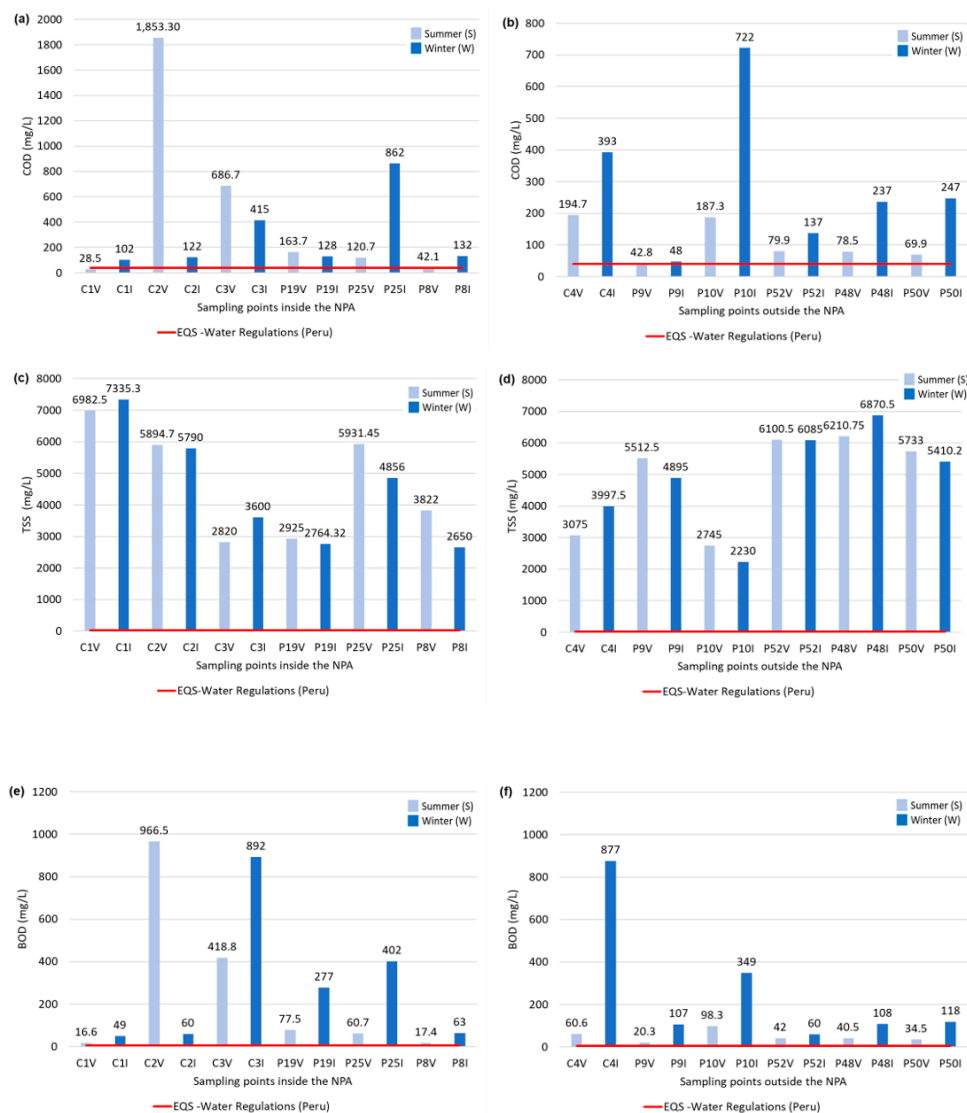 (a)
2000
1800
1600
1400
1200
1000
800
600
400
200
0
COD (mg/L)
1,853.30
Summer (S)
Winter (W)
28.5
102
122
686.7
415
163.7
128
120.7
862
42.1
132
C1V C1I C2V C2I C3V C3I P19V P19I P25V P25I P8V P8I
Sampling points inside the NPA
EQS -Water Regulations (Peru)
(b)
800
700
600
500
400
300
200
100
0
COD (mg/L)
Summer (S)
Winter (W)
194.7
393
42.8
48
187.3
722
79.9
137
78.5
237
69.9
247
C4V C4I P9V P9I P10V P10I P52V P52I P48V P48I P50V P50I
Sampling points outside the NPA
EQS -Water Regulations (Peru)
(c)
8000
7000
6000
5000
4000
3000
2000
1000
0
TSS (mg/L)
Summer (S)
Winter (W)
6982.5
7335.3
5894.7
5790
2820
3600
2925
2764.32
5931.45
4856
3822
2650
C1V C1I C2V C2I C3V C3I P19V P19I P25V P25I P8V P8I
Sampling points inside the NPA
EQS-Water Regulations (Peru)
(d)
8000
7000
6000
5000
4000
3000
2000
1000
0
TSS (mg/L)
Summer (S)
Winter (W)
3075
3997.5
5512.5
4895
2745
2230
6100.5
6085
6210.75
6870.5
5733
5410.2
C4V C4I P9V P9I P10V P10I P52V P52I P48V P48I P50V P50I
Sampling points outside the NPA
EQS-Water Regulations (Peru)
(e)
1200
1000
800
600
400
200
0
BOD (mg/L)
Summer (S)
Winter (W)
16.6
49
966.5
60
418.8
892
77.5
277
60.7
402
17.4
63
C1V C1I C2V C2I C3V C3I P19V P19I P25V P25I P8V P8I
Sampling points inside the NPA
EQS-Water Regulations (Peru)
(f)
1200
1000
800
600
400
200
0
BOD (mg/L)
Summer (S)
Winter (W)
60.6
877
20.3
107
98.3
349
42
60
40.5
108
34.5
118
C4V C4I P9V P9I P10V P10I P52V P52I P48V P48I P50V P50I
Sampling points outside the NPA
EQS-Water Regulations (Peru)